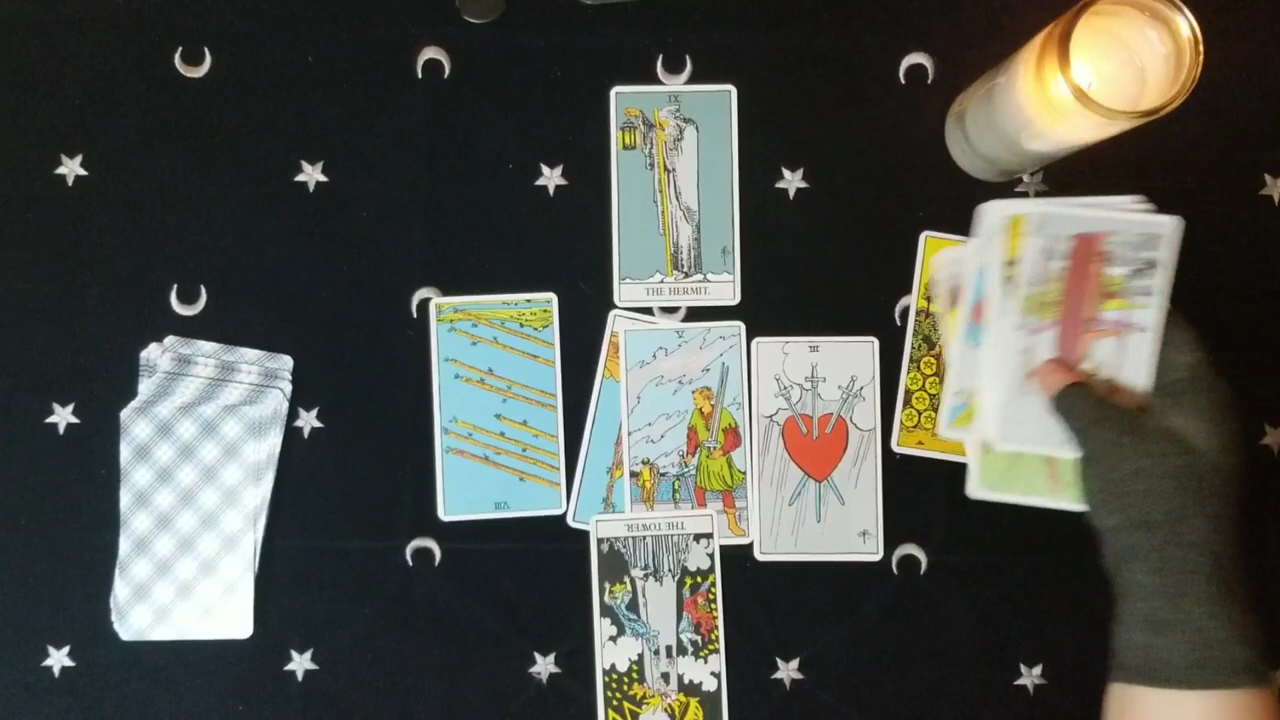 IX
THE HERMIT.
V
III
VIII
THE TOWER.